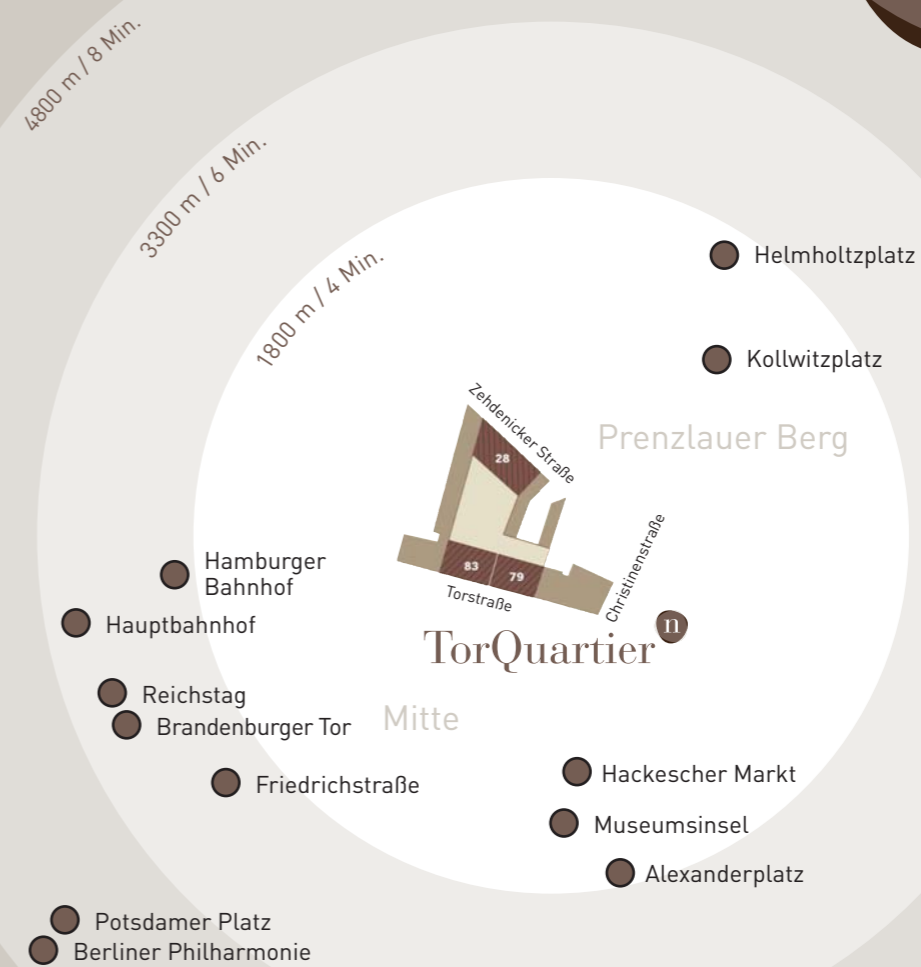 4800 m / 8 Min.
3300 m / 6 Min.
1800 m / 4 Min.
Helmholtzplatz
Kollwitzplatz
Zehdenicker Straße
Prenzlauer Berg
28
Christinenstraße
83
79
Torstraße
Hamburger
Bahnhof
Hauptbahnhof
n
TorQuartier
Reichstag
Brandenburger Tor
Mitte
Friedrichstraße
Hackescher Markt
Museumsinsel
Alexanderplatz
Potsdamer Platz
Berliner Philharmonie